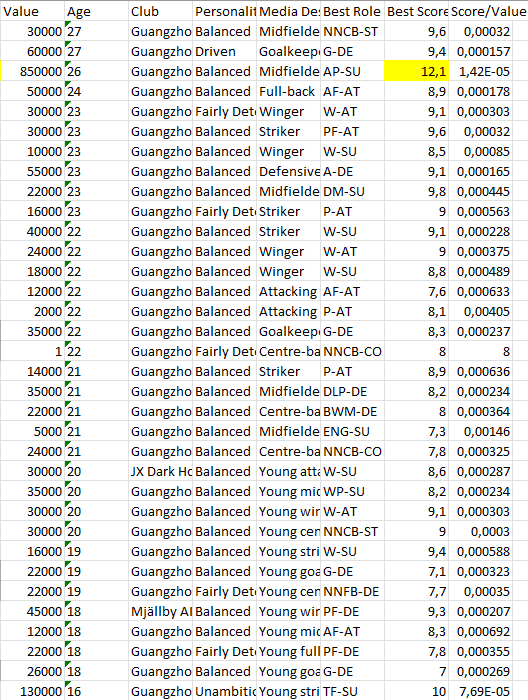 Value Age Club Personalit Media Des Best Role Best Score Score/Value
30000 27 Guangzho Balanced Midfielde NNCB-ST 9,6 0,00032
60000 27 Guangzho Driven Goalkeep G-DE 9,4 0,000157
850000 26 Guangzho Balanced Midfielde AP-SU 12,1 1,42E-05
50000 24 Guangzho Balanced Full-back AF-AT 8,9 0,000178
30000 23 Guangzho Fairly Dete Winger W-AT 9,1 0,000303
30000 23 Guangzho Balanced Striker PF-AT 9,6 0,00032
10000 23 Guangzho Balanced Winger W-SU 8,5 0,00085
55000 23 Guangzho Balanced Defensive A-DE 9,1 0,000165
22000 23 Guangzho Balanced Midfielde DM-SU 9,8 0,000445
16000 23 Guangzho Fairly Dete Striker P-AT 9 0,000563
40000 22 Guangzho Balanced Striker W-SU 9,1 0,000228
24000 22 Guangzho Balanced Winger W-AT 9 0,000375
18000 22 Guangzho Balanced Winger W-SU 8,8 0,000489
12000 22 Guangzho Balanced Attacking AF-AT 7,6 0,000633
2000 22 Guangzho Balanced Attacking P-AT 8,1 0,00405
35000 22 Guangzho Balanced Goalkeep G-DE 8,3 0,000237
1 22 Guangzho Fairly Dete Centre-ba NNCB-CO 8 8
14000 21 Guangzho Balanced Striker P-AT 8,9 0,000636
35000 21 Guangzho Balanced Midfielde DLP-DE 8,2 0,000234
22000 21 Guangzho Balanced Centre-ba BWM-DE 8 0,000364
5000 21 Guangzho Balanced Midfielde ENG-SU 7,3 0,00146
24000 21 Guangzho Balanced Centre-ba NNCB-CO 7,8 0,000325
30000 20 JX Dark Ho Balanced Young atta W-SU 8,6 0,000287
35000 20 Guangzho Balanced Young mic WP-SU 8,2 0,000234
30000 20 Guangzho Balanced Young win W-AT 9,1 0,000303
30000 20 Guangzho Balanced Young cen NNCB-ST 9 0,0003
16000 19 Guangzho Balanced Young stri W-SU 9,4 0,000588
22000 19 Guangzho Balanced Young goa G-DE 7,1 0,000323
22000 19 Guangzho Fairly Dete Young cen NNFB-DE 7,7 0,00035
45000 18 Mjällby AI Balanced Young win PF-DE 9,3 0,000207
12000 18 Guangzho Balanced Young mic AF-AT 8,3 0,000692
22000 18 Guangzho Fairly Dete Young full PF-DE 7,8 0,000355
26000 18 Guangzho Balanced Young goa G-DE 7 0,000269
130000 16 Guangzho Unambitio Young stri TF-SU 10 7,69E-05